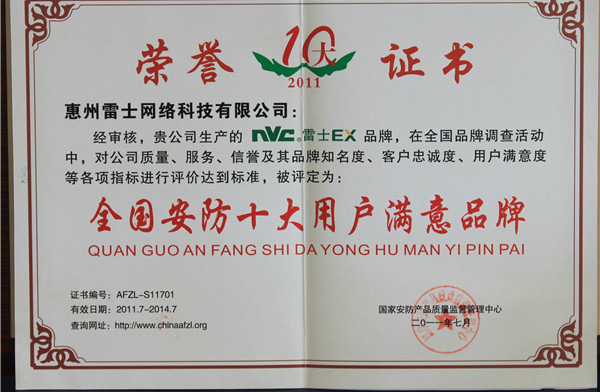 荣誉 10大 证书
2011
惠州雷士网络科技有限公司：
经审核，贵公司生产的 NVC®雷士EX 品牌，在全国品牌调查活动
中，对公司质量、服务、信誉及其品牌知名度、客户忠诚度、用户满意度
等各项指标进行评价达到标准，被评定为：
全国安防十大用户满意品牌
QUAN GUO AN FANG SHI DA YONG HU MAN YI PIN PAI
证书编号：AFZL-S11701
有效日期：2011.7-2014.7
查询网址：http://www.chinaafzl.org
国家安防产品质量监督管理中心
二〇一一年七月